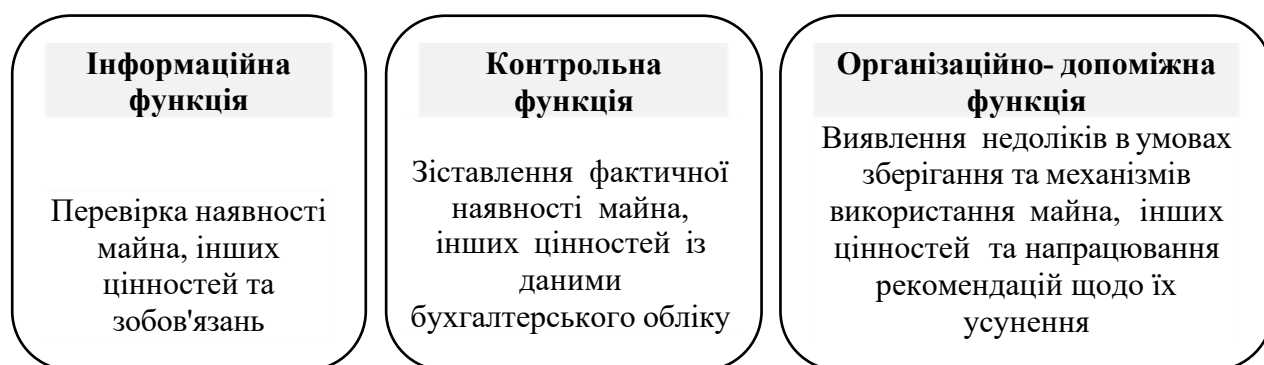 Інформаційна
функція
Перевірка наявності
майна, інших
цінностей та
зобов'язань
Контрольна
функція
Зіставлення фактичної
наявності майна,
інших цінностей із
даними
бухгалтерського обліку
Організаційно- допоміжна
функція
Виявлення недоліків в умовах
зберігання та механізмів
використання майна, інших
цінностей та напрацювання
рекомендацій щодо їх
усунення